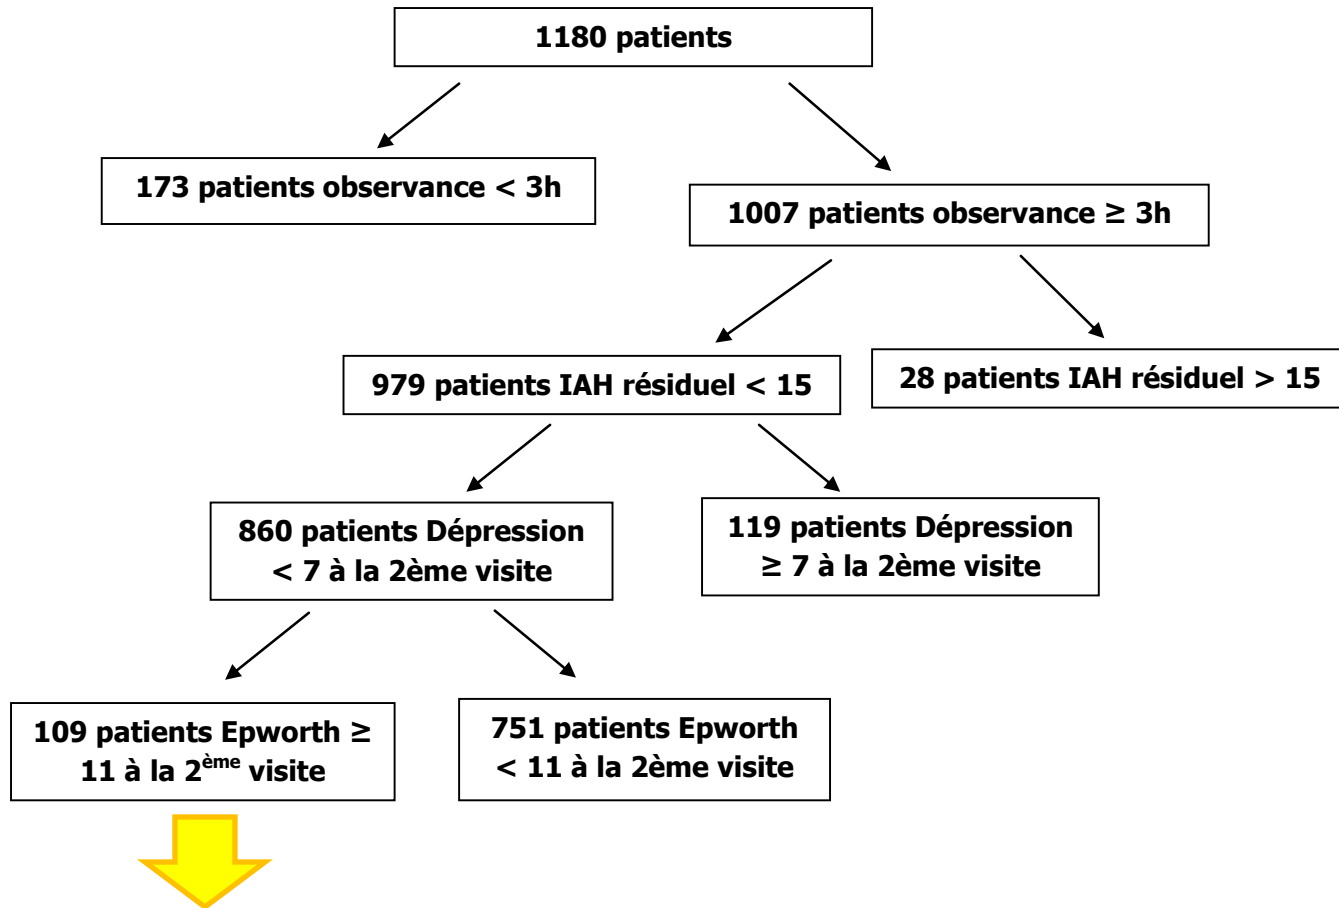 1180 patients
173 patients observance < 3h
1007 patients observance ≥ 3h
979 patients IAH résiduel < 15
28 patients IAH résiduel > 15
860 patients Dépression
< 7 à la 2ème visite
119 patients Dépression
≥ 7 à la 2ème visite
109 patients Epworth ≥
11 à la 2ème visite
751 patients Epworth
< 11 à la 2ème visite